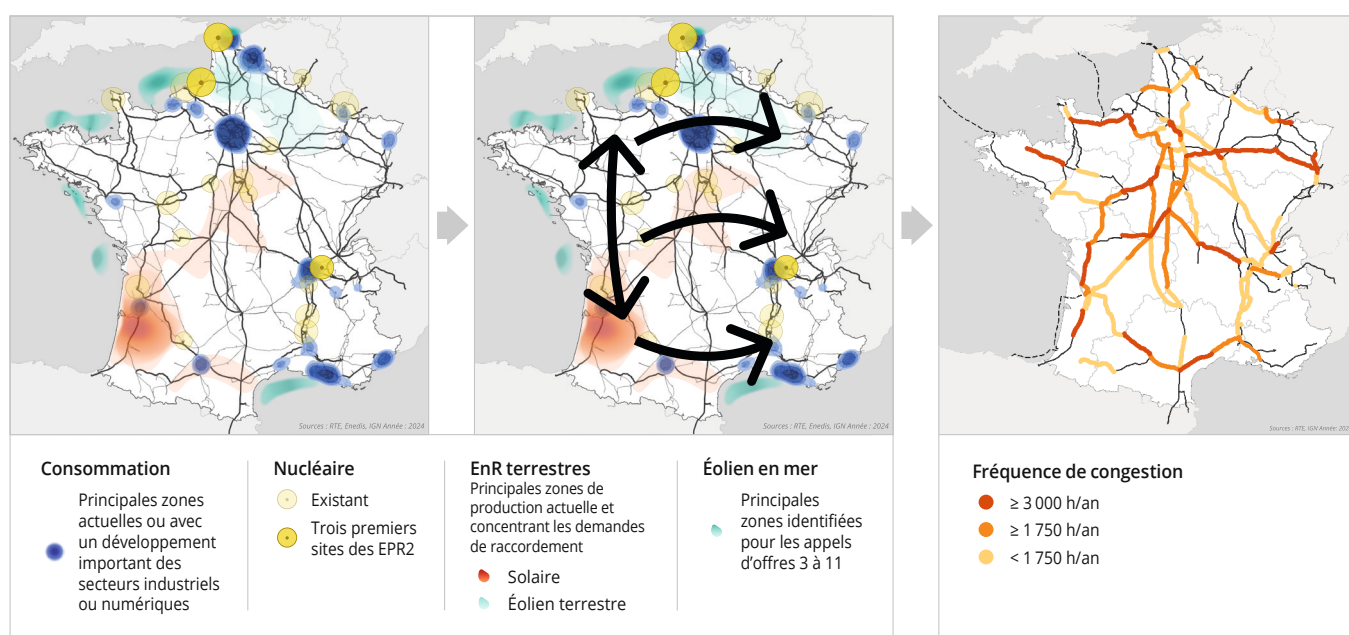 Sources : RTE, Enedis, IGN Année : 2024
Sources : RTE, Enedis, IGN Année : 2024
Sources : RTE, IGN Année: 202
Consommation
Principales zones
actuelles ou avec
un développement
important des
secteurs industriels
ou numériques
Nucléaire
Existant
Trois premiers
sites des EPR2
EnR terrestres
Principales zones de
production actuelle et
concentrant les demandes
de raccordement
Solaire
Éolien terrestre
Éolien en mer
Principales
zones identifiées
pour les appels
d’offres 3 à 11
Fréquence de congestion
≥ 3 000 h/an
≥ 1 750 h/an
< 1 750 h/an